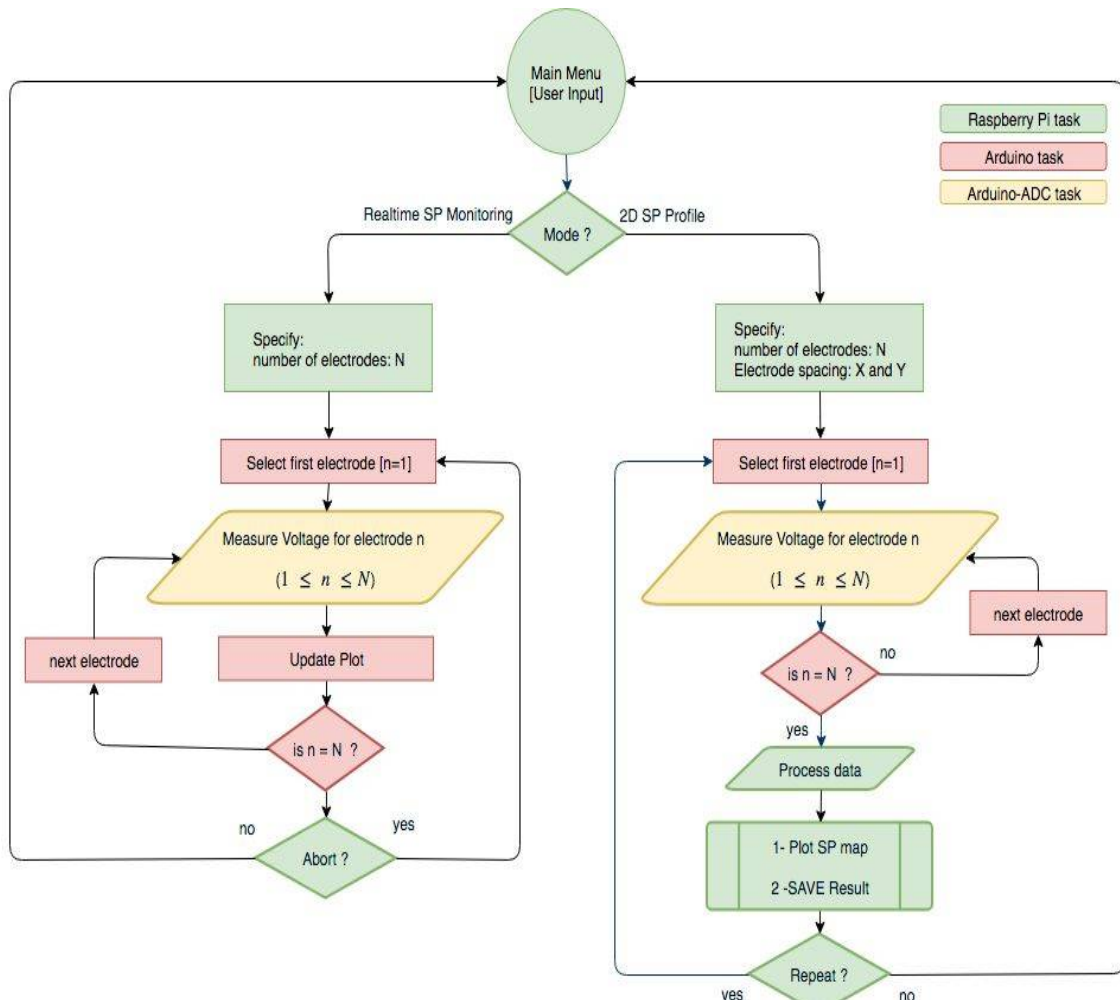 Main Menu
[User Input]
Raspberry Pi task
Arduino task
Arduino-ADC task
Realtime SP Monitoring
Mode ?
2D SP Profile
Specify:
number of electrodes: N
Specify:
number of electrodes: N
Electrode spacing: X and Y
Select first electrode [n=1]
Select first electrode [n=1]
Measure Voltage for electrode n
(1 ≤ n ≤ N)
Measure Voltage for electrode n
(1 ≤ n ≤ N)
next electrode
Update Plot
next electrode
is n = N ?
no
is n = N ?
yes
Process data
no
yes
Abort ?
1- Plot SP map
2 -SAVE Result
Repeat ?
yes
no